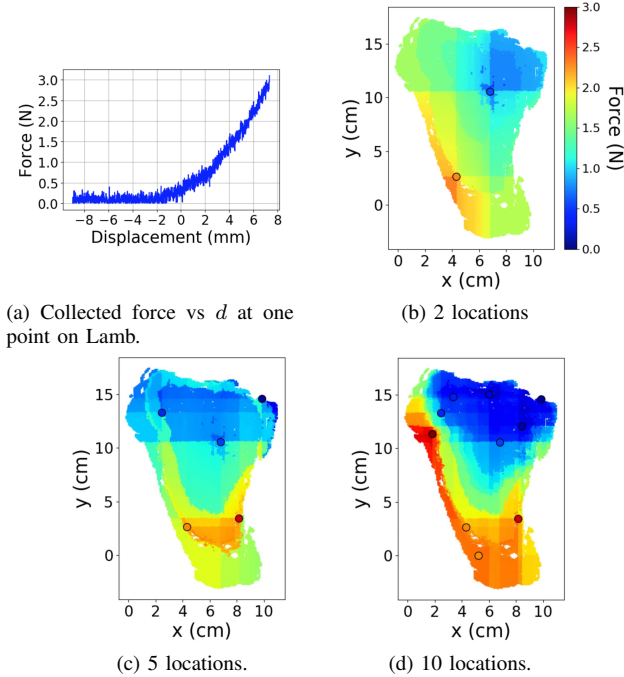 3.0
2.5
2.0
1.5
1.0
0.5
0.0
Force (N)
−8 −6 −4 −2 0 2 4 6 8
Displacement (mm)
(a) Collected force vs d at one
point on Lamb.
15
10
5
0
y (cm)
0 2 4 6 8 10
x (cm)
3.0
2.5
2.0
1.5
1.0
0.5
0.0
Force (N)
(b) 2 locations
15
10
5
0
y (cm)
0 2 4 6 8 10
x (cm)
(c) 5 locations.
15
10
5
0
y (cm)
0 2 4 6 8 10
x (cm)
(d) 10 locations.